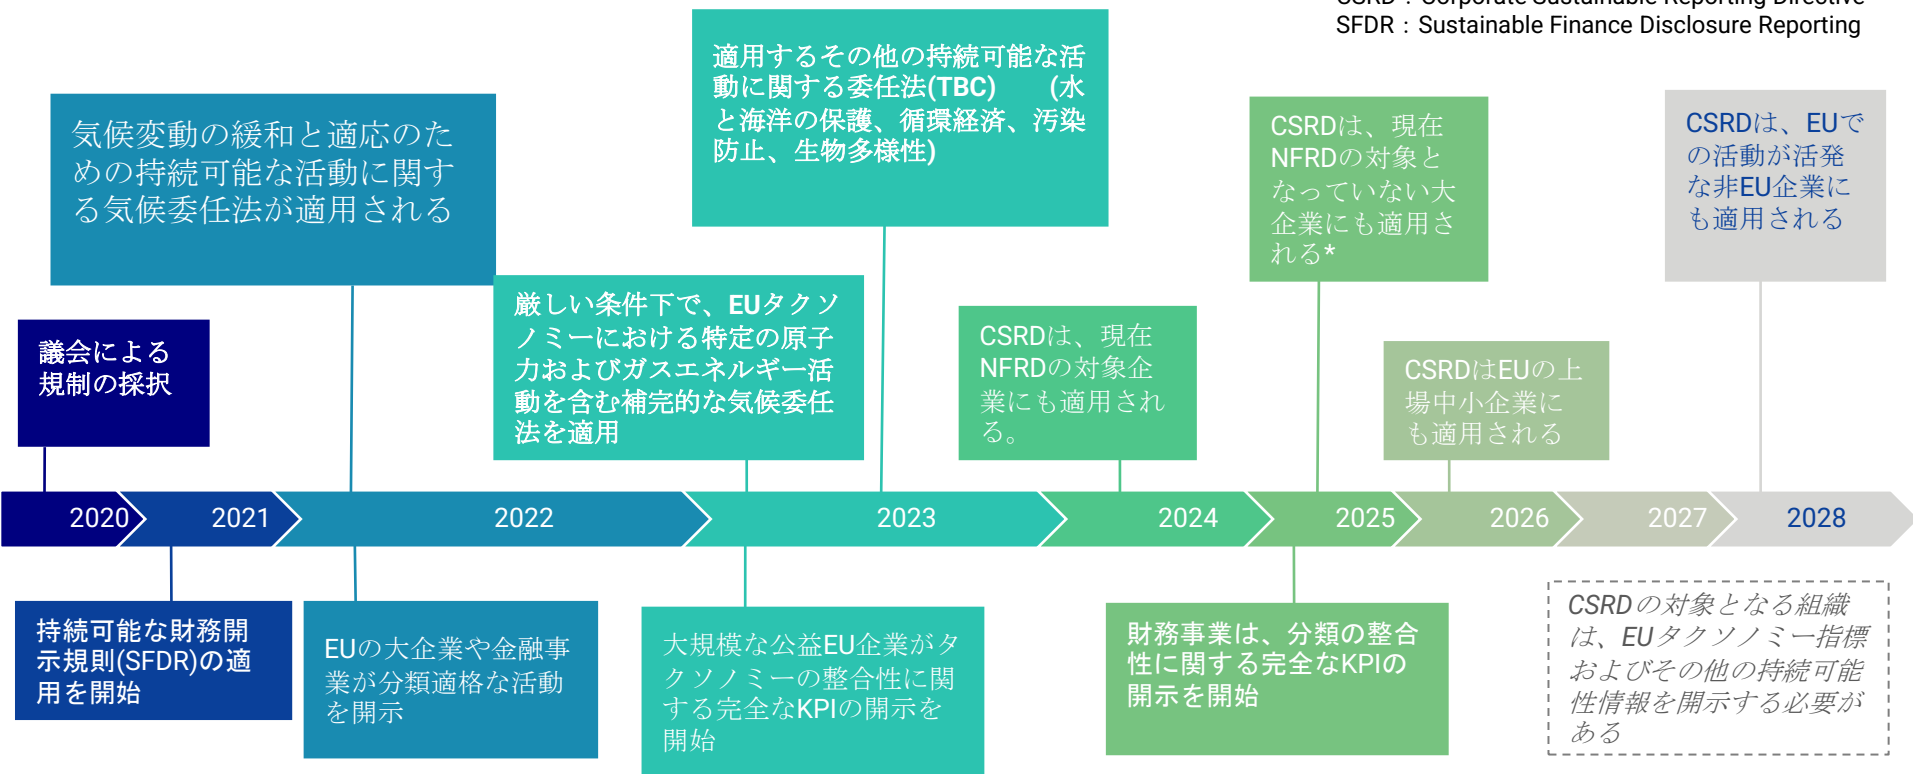 CSRD：Corporate Sustainable Reporting Directive
SFDR：Sustainable Finance Disclosure Reporting
適用するその他の持続可能な活
動に関する委任法(TBC) (水
と海洋の保護、循環経済、汚染
防止、生物多様性)
気候変動の緩和と適応のた
めの持続可能な活動に関す
る気候委任法が適用される
CSRDは、現在
NFRDの対象と
なっていない大
企業にも適用さ
れる*
CSRDは、EUで
の活動が活発
な非EU企業に
も適用される
厳しい条件下で、EUタクソ
ノミーにおける特定の原子
力およびガスエネルギー活
動を含む補完的な気候委任
法を適用
議会による
規制の採択
CSRDは、現在
NFRDの対象企
業にも適用され
る。
CSRDはEUの上
場中小企業に
も適用される
2020
2021
2022
2023
2024
2025
2026
2027
2028
持続可能な財務開
示規則(SFDR)の適
用を開始
EUの大企業や金融事
業が分類適格な活動
を開示
大規模な公益EU企業がタ
クソノミーの整合性に関
する完全なKPIの開示を
開始
財務事業は、分類の整合
性に関する完全なKPIの
開示を開始
CSRDの対象となる組織
は、EUタクソノミー指標
およびその他の持続可能
性情報を開示する必要が
ある